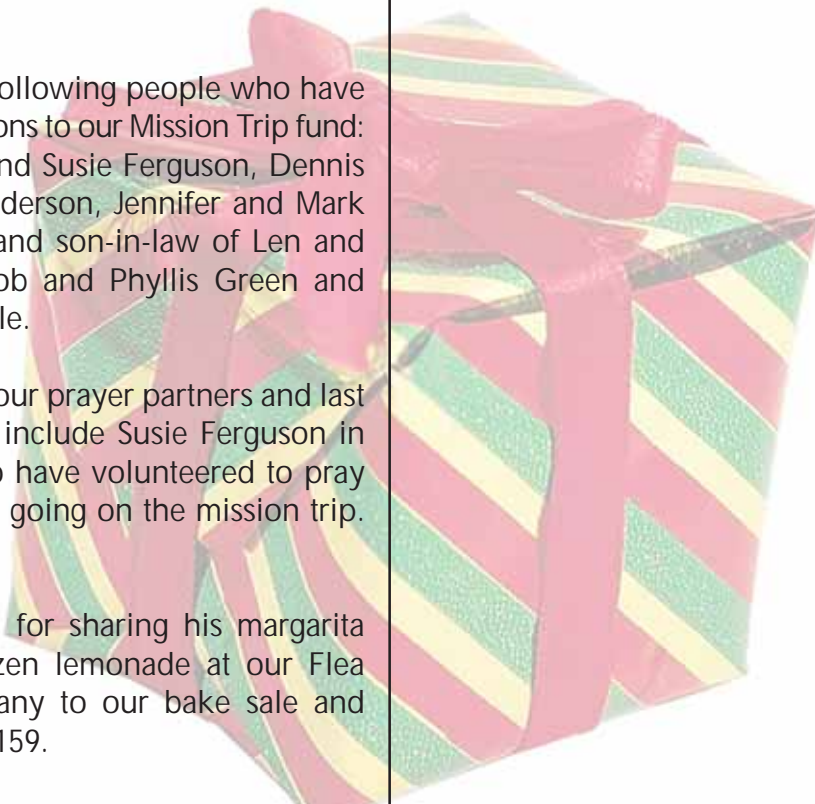 ollowing people who have
ons to our Mission Trip fund:
nd Susie Ferguson, Dennis
derson, Jennifer and Mark
and son-in-law of Len and
ob and Phyllis Green and
le.
our prayer partners and last
include Susie Ferguson in
o have volunteered to pray
going on the mission trip.
for sharing his margarita
zen lemonade at our Flea
any to our bake sale and
159.